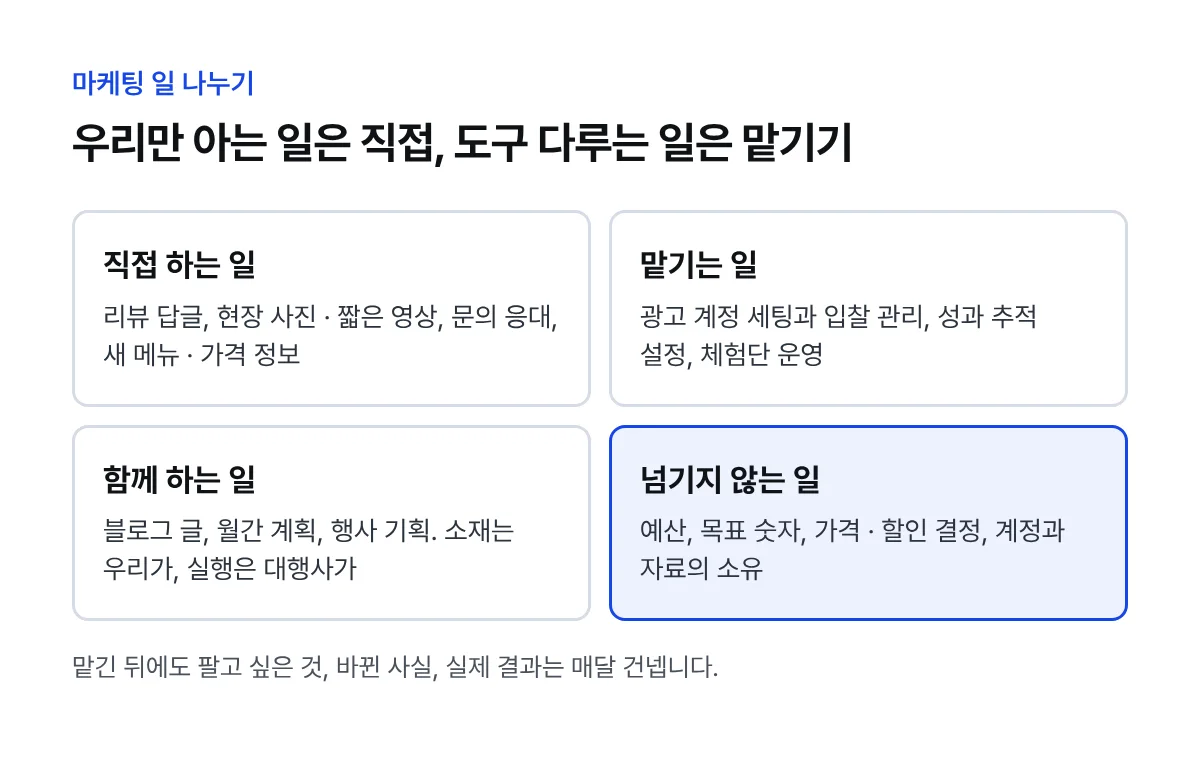 마케팅 일 나누기
우리만 아는 일은 직접, 도구 다루는 일은 맡기기
직접 하는 일
리뷰 답글, 현장 사진 · 짧은 영상, 문의 응대,
새 메뉴 · 가격 정보
맡기는 일
광고 계정 세팅과 입찰 관리, 성과 추적
설정, 체험단 운영
함께 하는 일
블로그 글, 월간 계획, 행사 기획. 소재는
우리가, 실행은 대행사가
넘기지 않는 일
예산, 목표 숫자, 가격 · 할인 결정, 계정과
자료의 소유
맡긴 뒤에도 팔고 싶은 것, 바뀐 사실, 실제 결과는 매달 건넵니다.